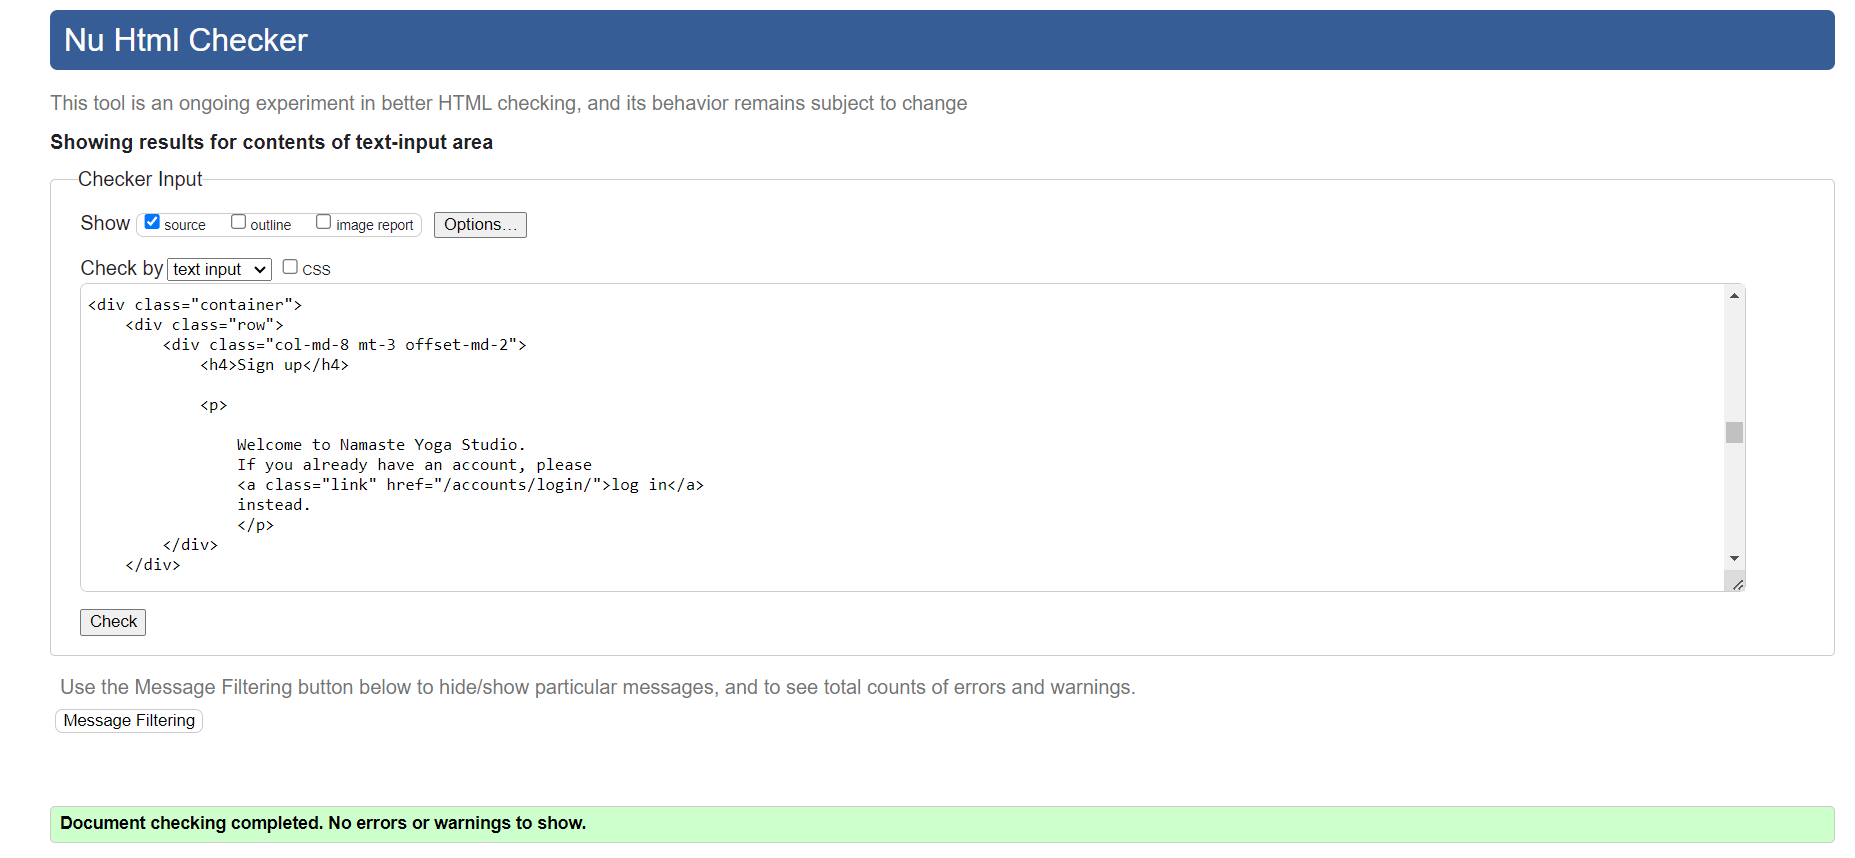 Nu Html Checker
This tool is an ongoing experiment in better HTML checking, and its behavior remains subject to change
Showing results for contents of text-input area
Checker Input
Show source outline image report Options...
Check by text input CSS
<div class="container">
<div class="row">
<div class="col-md-8 mt-3 offset-md-2">
<h4>Sign up</h4>
<p>
Welcome to Namaste Yoga Studio.
If you already have an account, please
<a class="link" href="/accounts/login/">log in</a>
instead.
</p>
</div>
</div>
Check
Use the Message Filtering button below to hide/show particular messages, and to see total counts of errors and warnings.
Message Filtering
Document checking completed. No errors or warnings to show.